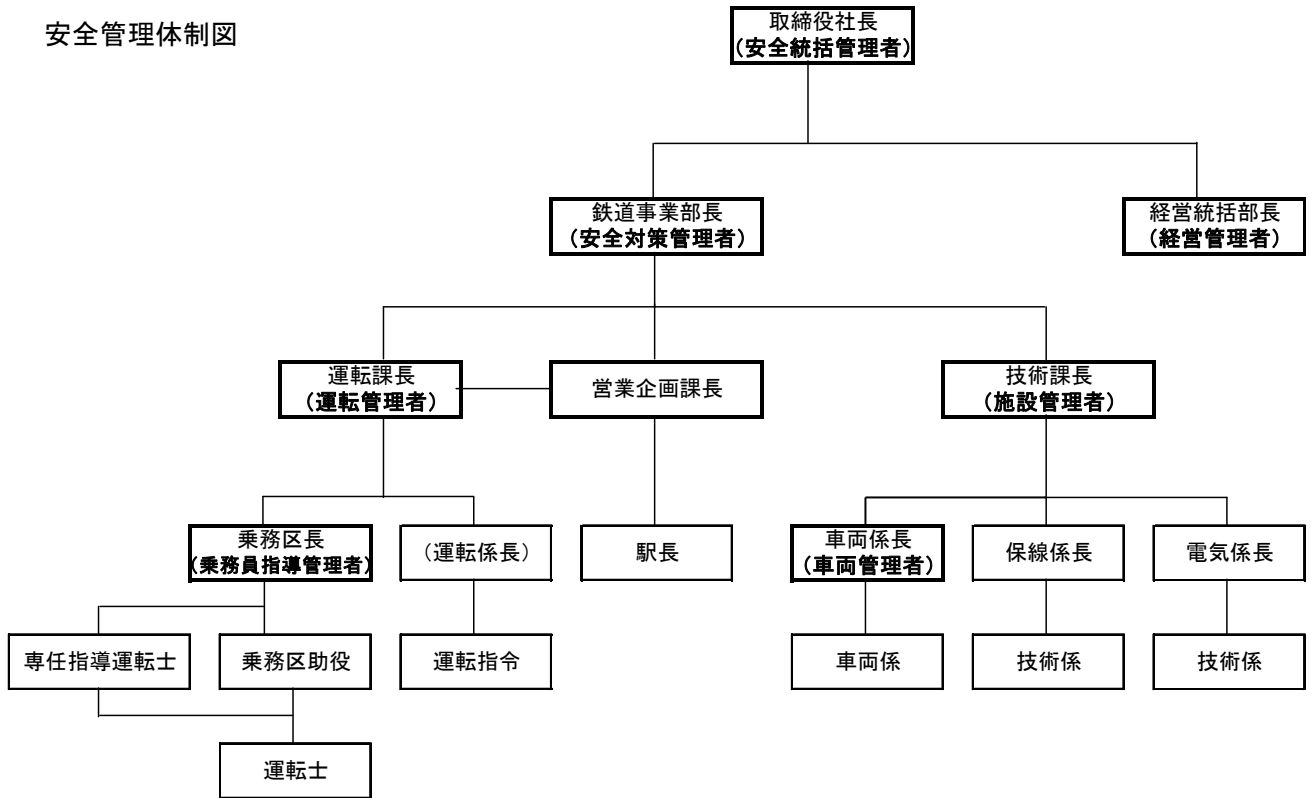 安全管理体制図
取締役社長
（安全統括管理者）
鉄道事業部長
（安全対策管理者）
経営統括部長
（経営管理者）
運転課長
（運転管理者）
営業企画課長
技術課長
（施設管理者）
乗務区長
（乗務員指導管理者）
（運転係長）
駅長
車両係長
（車両管理者）
保線係長
電気係長
専任指導運転士
乗務区助役
運転指令
車両係
技術係
技術係
運転士